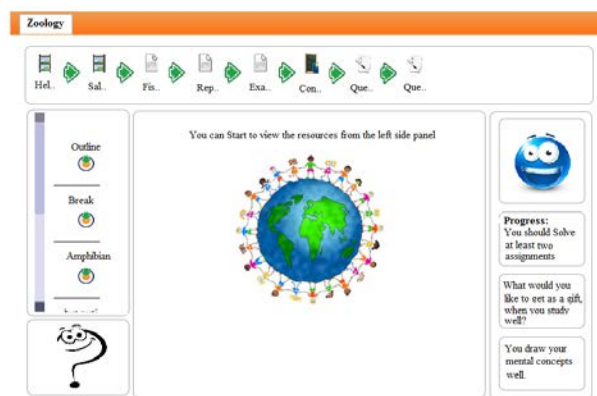 Zoology
Hel.. Sal.. Fis.. Rep.. Exa.. Con.. Que.. Que..
Outline
Break
Amphibian
You can Start to view the resources from the left side panel
Progress:
You should Solve
at least two
assignments
What would you
like to get as a gift,
when you study
well?
You draw your
mental concepts
well.